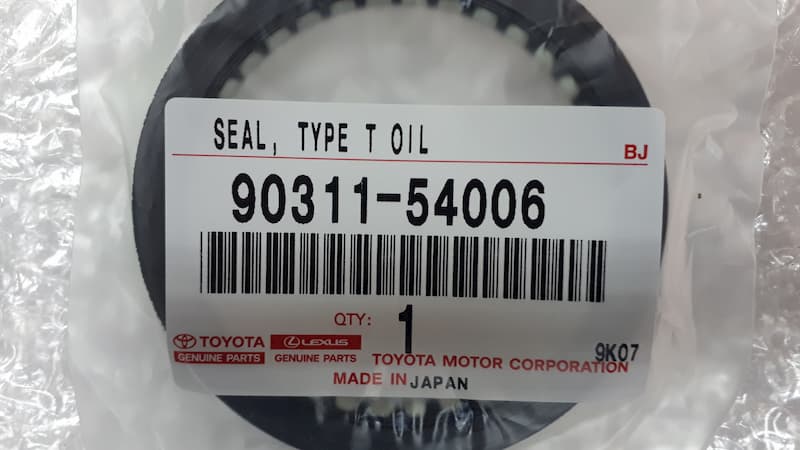 SEAL, TYPE T OIL
BJ
90311-54006
QTY: 1
TOYOTA LEXUS
GENUINE PARTS GENUINE PARTS TOYOTA MOTOR CORPORATION 9K07
MADE IN JAPAN